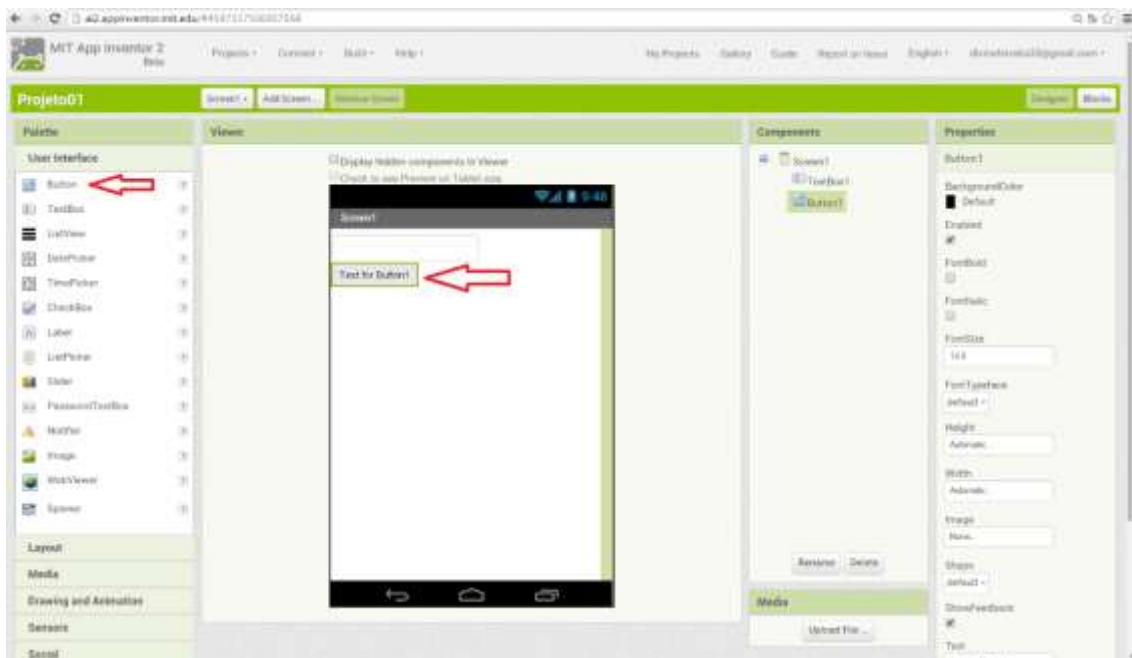 MIT App Inventor 2
Beta
Projects Connect Build Help
My Projects Gallery Guide Report an Issue English
Projeto01
Screen1 Add Screen ... Remove Screen
Designer Blocks
Palette
User Interface
Button
TextBox
ListView
DatePicker
TimePicker
CheckBox
Label
ListPicker
Slider
PasswordTextBox
Notifier
Image
WebViewer
Spinner
Layout
Media
Drawing and Animation
Sensors
Social
Viewer
Display hidden components in Viewer
Check to see Preview on Tablet size.
9:48
Screen1
Text for Button1
Components
Screen1
TextBox1
Button1
Rename Delete
Media
Upload File ...
Properties
Button1
BackgroundColor
Default
Enabled
FontBold
FontItalic
FontSize
14.0
FontTypeface
default
Height
Automatic...
Width
Automatic...
Image
None...
Shape
default
ShowFeedback
Text